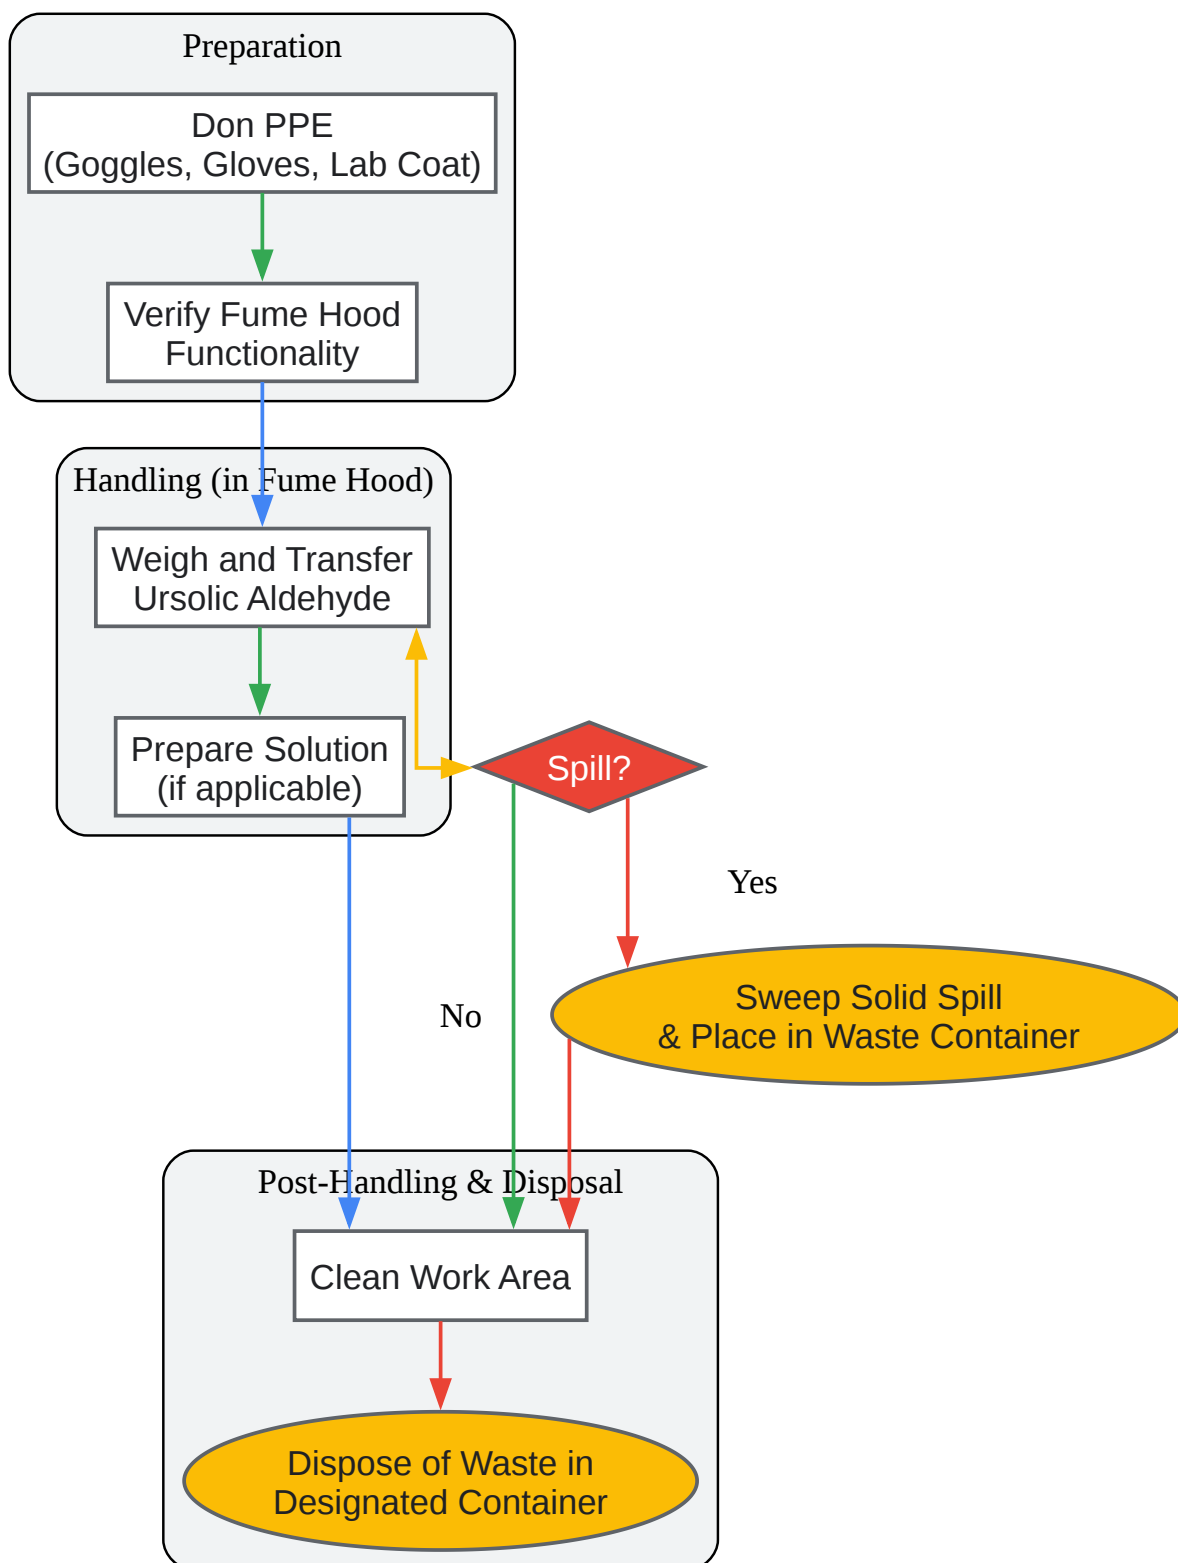 Preparation
Don PPE
(Goggles, Gloves, Lab Coat)
Verify Fume Hood
Functionality
Handling (in Fume Hood)
Weigh and Transfer
Ursolic Aldehyde
Prepare Solution
(if applicable)
Spill?
Yes
Sweep Solid Spill
& Place in Waste Container
No
Post-Handling & Disposal
Clean Work Area
Dispose of Waste in
Designated Container